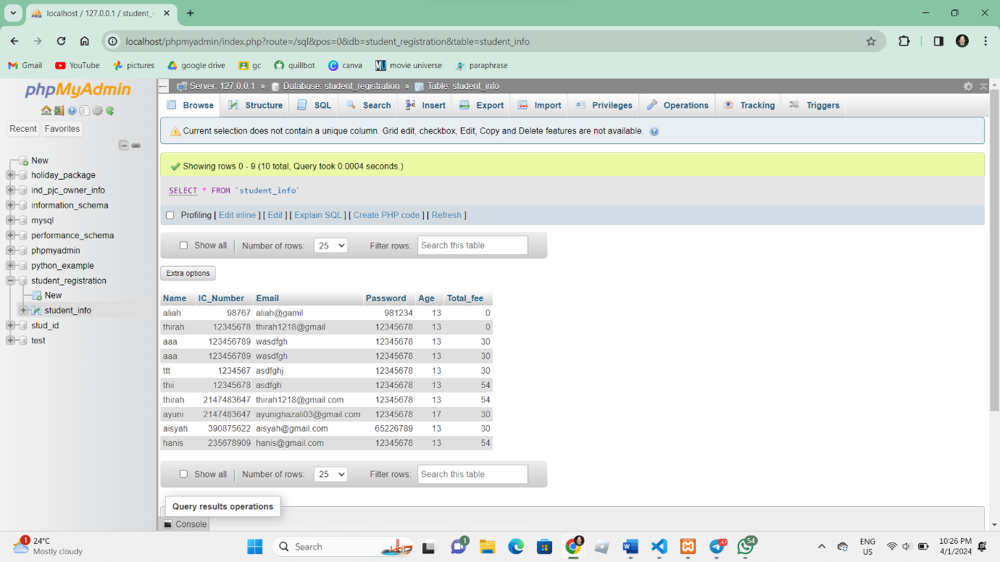 localhost / 127.0.0.1 / student_r
localhost/phpmyadmin/index.php?route=/sql&pos=0&db=student_registration&table=student_info
Gmail YouTube pictures google drive gc quillbot canva movie universe paraphrase
phpMyAdmin
Recent Favorites
New
holiday_package
ind_pjc_owner_info
information_schema
mysql
performance_schema
phpmyadmin
python_example
student_registration
New
student_info
stud_id
test
Server: 127.0.0.1 » Database: student_registration » Table: student_info
Browse Structure SQL Search Insert Export Import Privileges Operations Tracking Triggers
Current selection does not contain a unique column. Grid edit, checkbox, Edit, Copy and Delete features are not available.
Showing rows 0 - 9 (10 total, Query took 0.0004 seconds.)
SELECT * FROM `student_info`
Profiling [ Edit inline ] [ Edit ] [ Explain SQL ] [ Create PHP code ] [ Refresh ]
Show all Number of rows: 25 Filter rows: Search this table
Extra options
Name IC_Number Email Password Age Total_fee
aliah 98767 aliah@gamil 981234 13 0
thirah 12345678 thirah1218@gmail 12345678 13 0
aaa 123456789 wasdfgh 12345678 13 30
aaa 123456789 wasdfgh 12345678 13 30
ttt 1234567 asdfghj 12345678 13 30
thii 12345678 asdfgh 12345678 13 54
thirah 2147483647 thirah1218@gmail.com 12345678 13 54
ayuni 2147483647 ayunighazali03@gmail.com 12345678 17 30
aisyah 390875622 aisyah@gmail.com 65226789 13 30
hanis 235678909 hanis@gmail.com 12345678 13 54
Show all Number of rows: 25 Filter rows: Search this table
Query results operations
Console
1 24°C
Mostly cloudy
Search
1
47
54
ENG
US
10:26 PM
4/1/2024